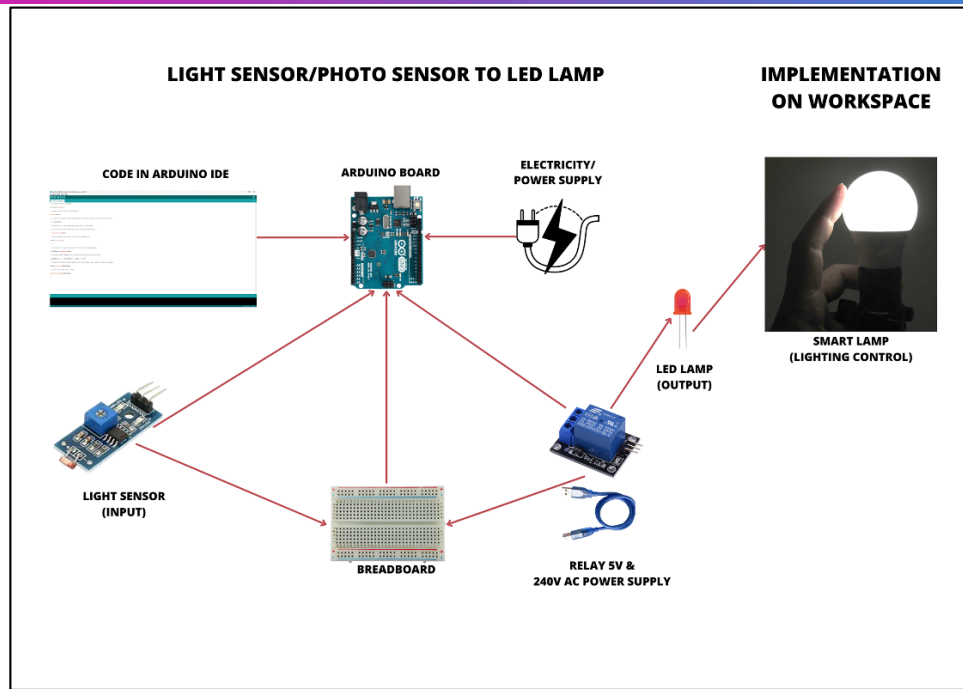 LIGHT SENSOR/PHOTO SENSOR TO LED LAMP
IMPLEMENTATION
ON WORKSPACE
CODE IN ARDUINO IDE
ARDUINO BOARD
ELECTRICITY/
POWER SUPPLY
SMART LAMP
(LIGHTING CONTROL)
LED LAMP
(OUTPUT)
LIGHT SENSOR
(INPUT)
BREADBOARD
RELAY 5V &
240V AC POWER SUPPLY